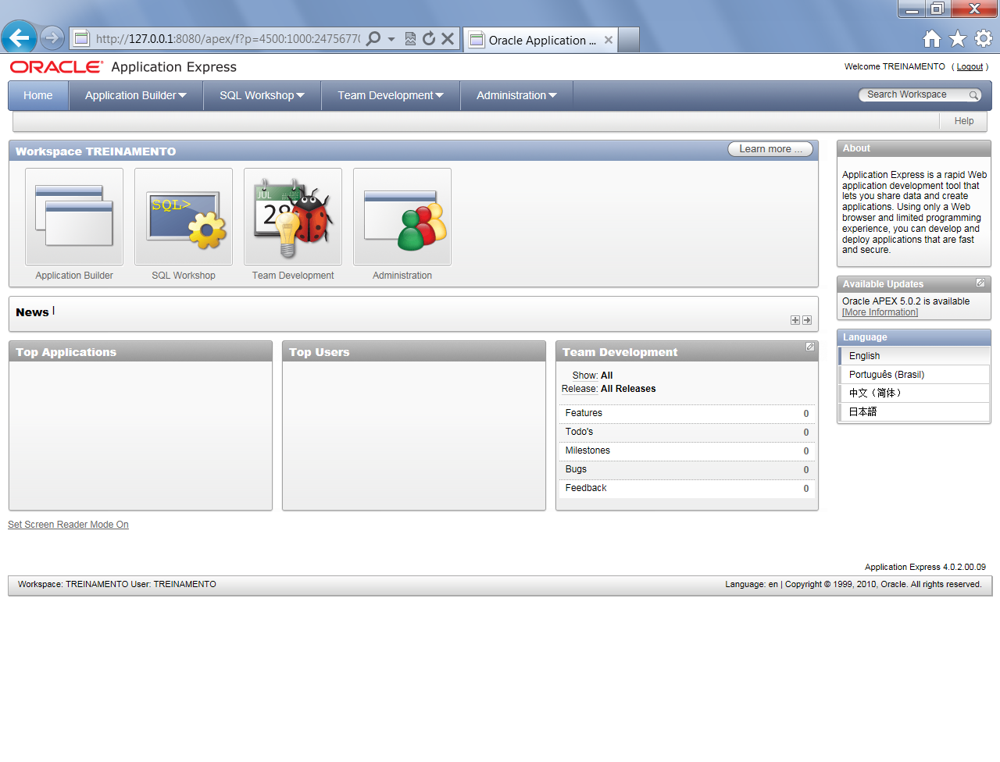 http://127.0.0.1:8080/apex/f?p=4500:1000:24756770
Oracle Application ...
ORACLE Application Express
Welcome TREINAMENTO ( Logout )
Home
Application Builder
SQL Workshop
Team Development
Administration
Search Workspace
Help
Workspace TREINAMENTO
Learn more ...
JUL
28
SQL>
Application Builder
SQL Workshop
Team Development
Administration
News
Top Applications
Top Users
Team Development
Show: All
Release: All Releases
Features 0
Todo's 0
Milestones 0
Bugs 0
Feedback 0
About
Application Express is a rapid Web
application development tool that
lets you share data and create
applications. Using only a Web
browser and limited programming
experience, you can develop and
deploy applications that are fast
and secure.
Available Updates
Oracle APEX 5.0.2 is available
[More Information]
Language
English
Português (Brasil)
中文（简体）
日本語
Set Screen Reader Mode On
Application Express 4.0.2.00.09
Workspace: TREINAMENTO User: TREINAMENTO
Language: en | Copyright © 1999, 2010, Oracle. All rights reserved.